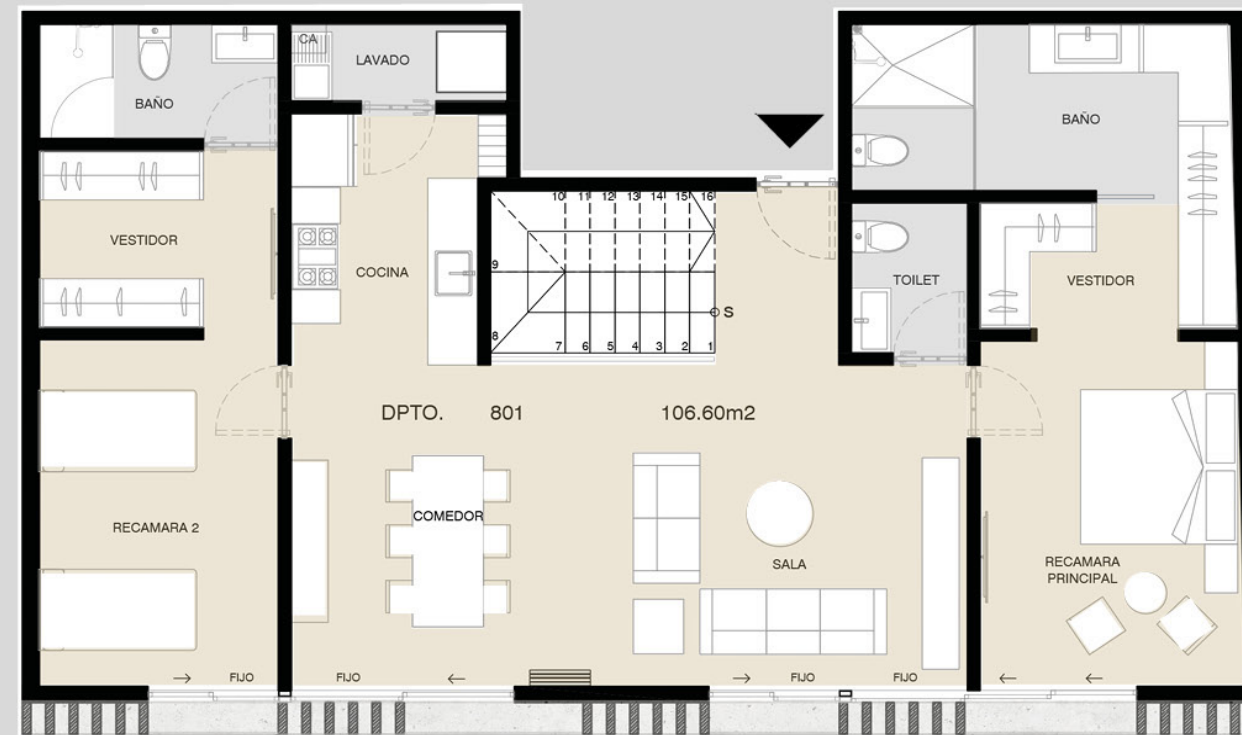 CA
LAVADO
BAÑO
BAÑO
10 11 12 13 14 15 16
VESTIDOR
COCINA
9
TOILET
VESTIDOR
S
8 7 6 5 4 3 2 1
DPTO. 801 106.60m2
COMEDOR
RECAMARA 2
SALA
RECAMARA
PRINCIPAL
→ FIJO FIJO ← → FIJO FIJO ← ←